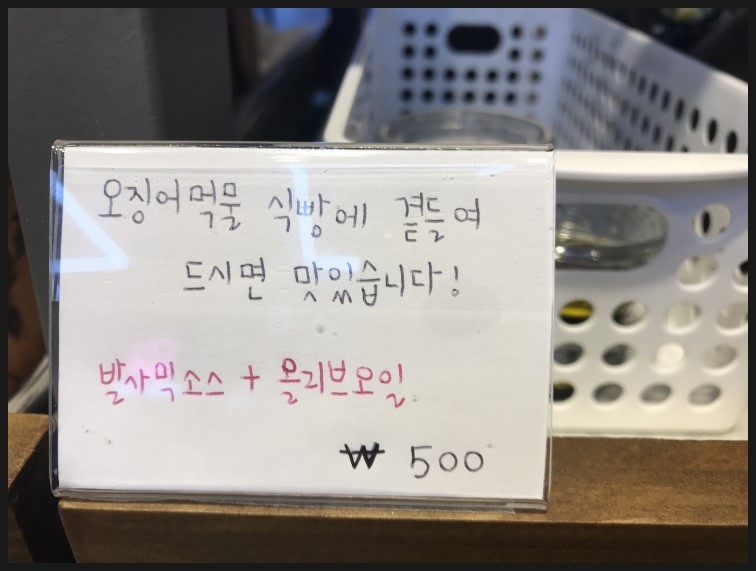 오징어먹물 식빵에 곁들여
드시면 맛있습니다!
발사믹소스 + 올리브오일
₩ 500